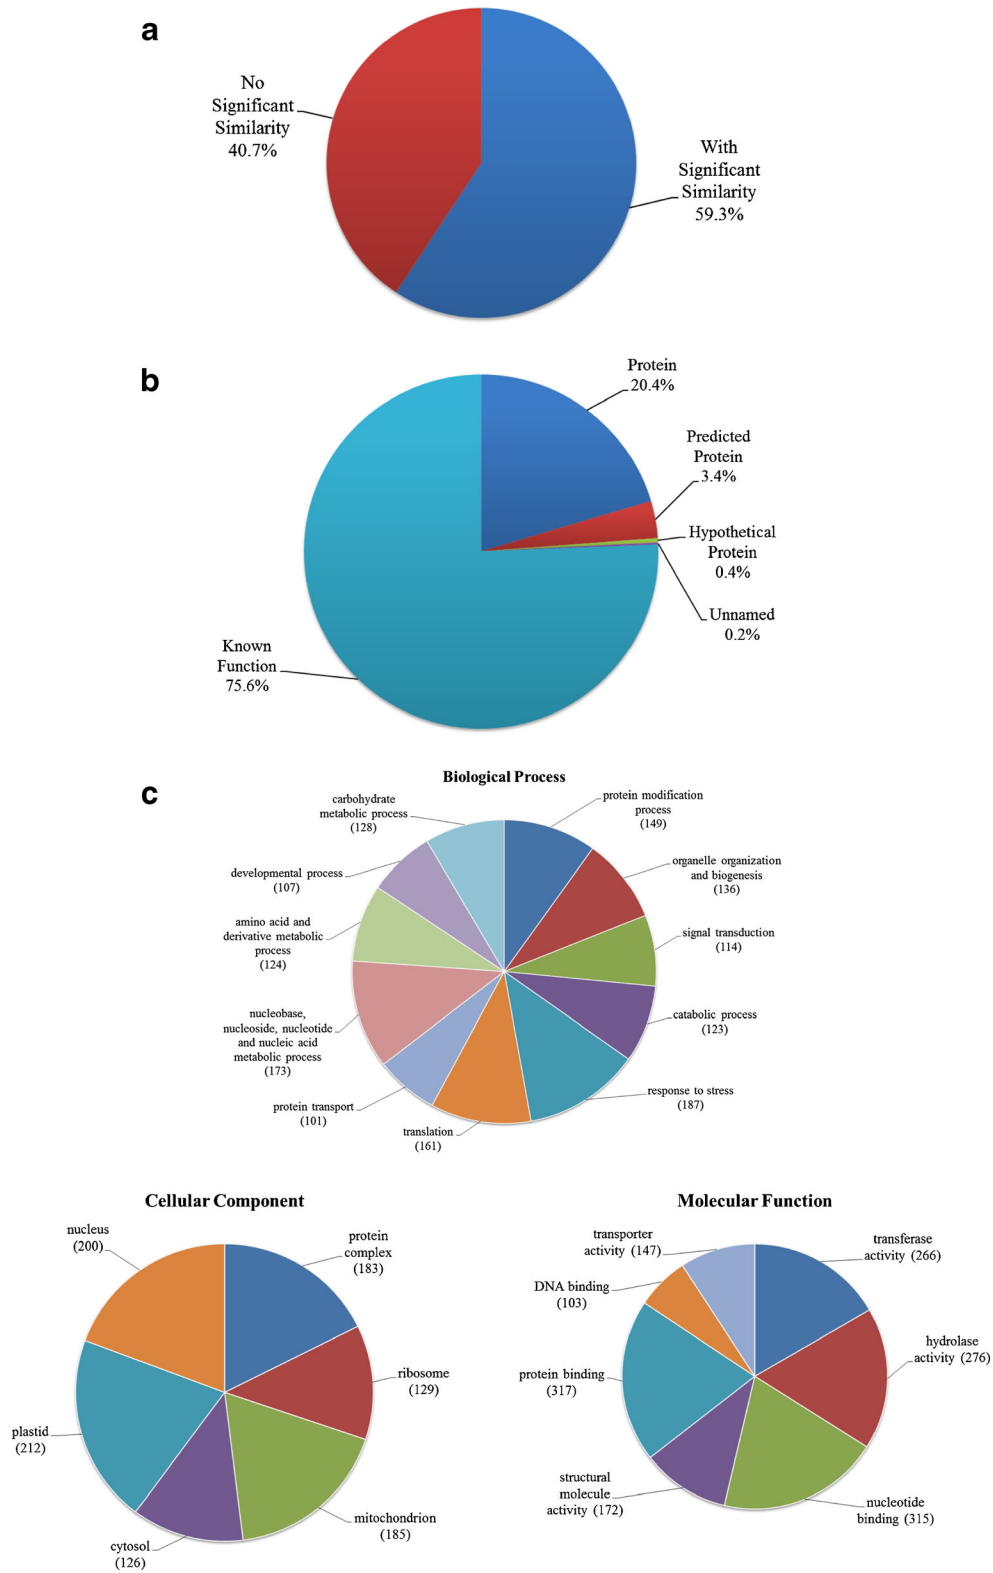 a
No
Significant
Similarity
40.7%
With
Significant
Similarity
59.3%
b
Protein
20.4%
Predicted
Protein
3.4%
Hypothetical
Protein
0.4%
Unnamed
0.2%
Known
Function
75.6%
c
Biological Process
carbohydrate
metabolic process
(128)
protein modification
process
(149)
organelle organization
and biogenesis
(136)
developmental process
(107)
signal transduction
(114)
amino acid and
derivative metabolic
process
(124)
catabolic process
(123)
nucleobase,
nucleoside, nucleotide
and nucleic acid
metabolic process
(173)
response to stress
(187)
protein transport
(101)
translation
(161)
Cellular Component
nucleus
(200)
protein
complex
(183)
ribosome
(129)
plastid
(212)
mitochondrion
(185)
cytosol
(126)
Molecular Function
transporter
activity (147)
transferase
activity (266)
DNA binding
(103)
hydrolase
activity (276)
protein binding
(317)
structural
molecule
activity (172)
nucleotide
binding (315)